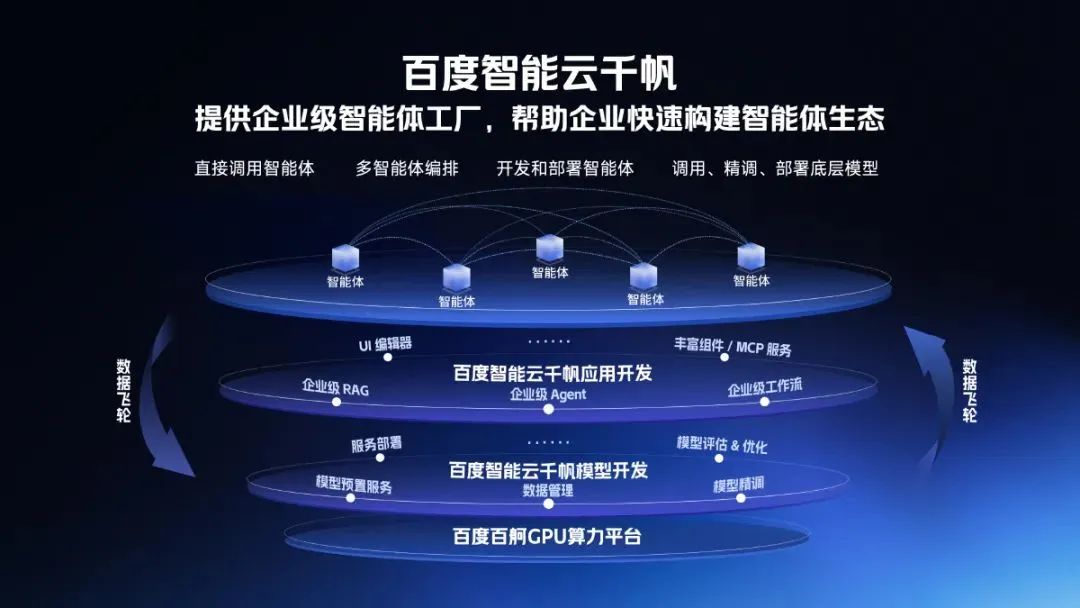 百度智能云千帆
提供企业级智能体工厂，帮助企业快速构建智能体生态
直接调用智能体 多智能体编排 开发和部署智能体 调用、精调、部署底层模型
智能体
智能体
智能体
智能体
智能体
数据飞轮
数据飞轮
UI 编辑器
······
丰富组件 / MCP 服务
百度智能云千帆应用开发
企业级 RAG
企业级 Agent
企业级工作流
服务部署
······
模型评估 & 优化
百度智能云千帆模型开发
模型预置服务
数据管理
模型精调
百度百舸GPU算力平台